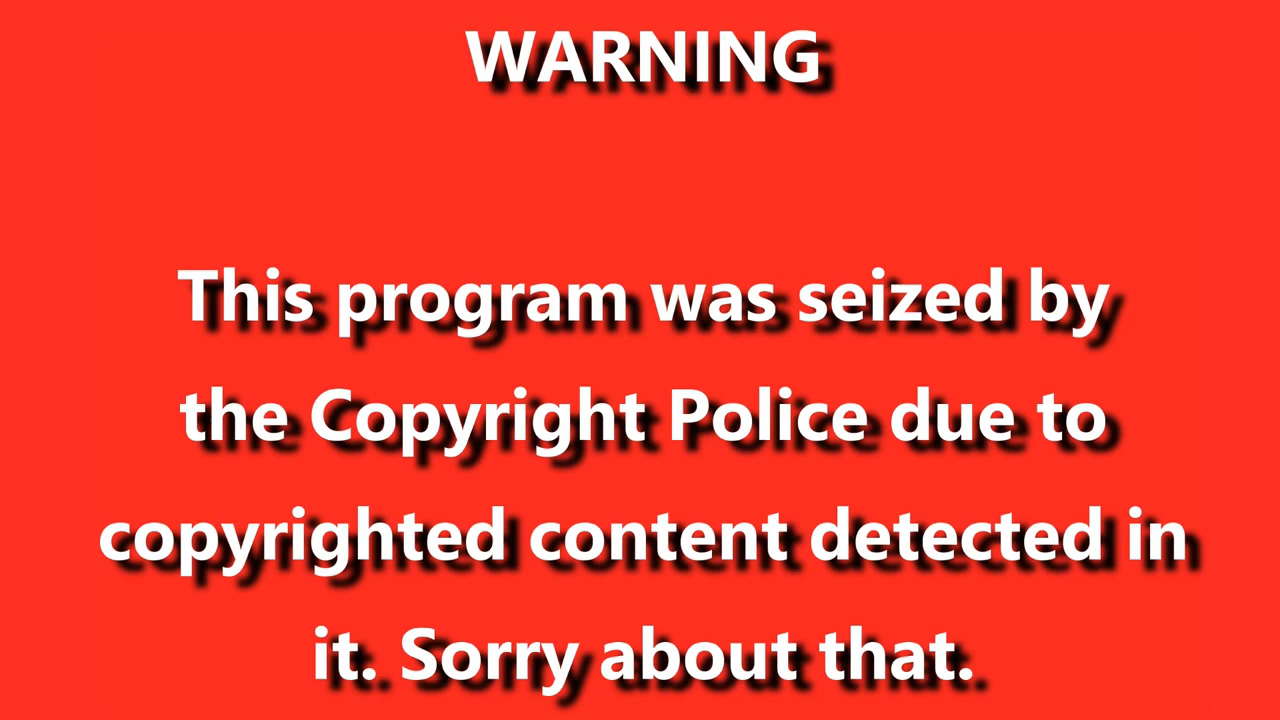 WARNING
This program was seized by
the Copyright Police due to
copyrighted content detected in
it. Sorry about that.